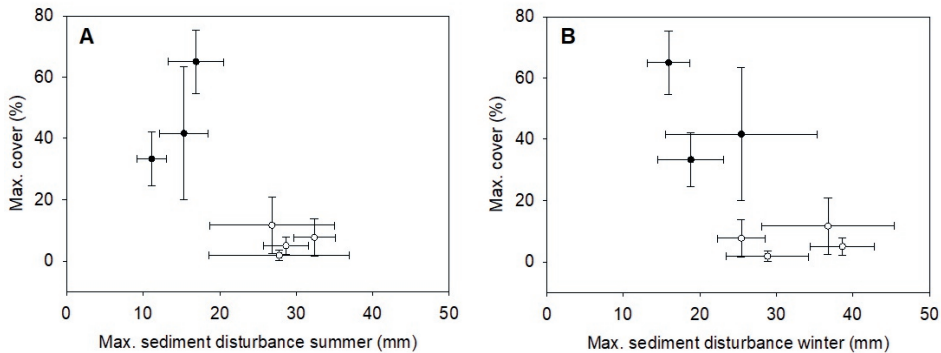 A
80
60
40
20
0
Max. cover (%)
0 10 20 30 40 50
Max. sediment disturbance summer (mm)
B
80
60
40
20
0
Max. cover (%)
0 10 20 30 40 50
Max. sediment disturbance winter (mm)